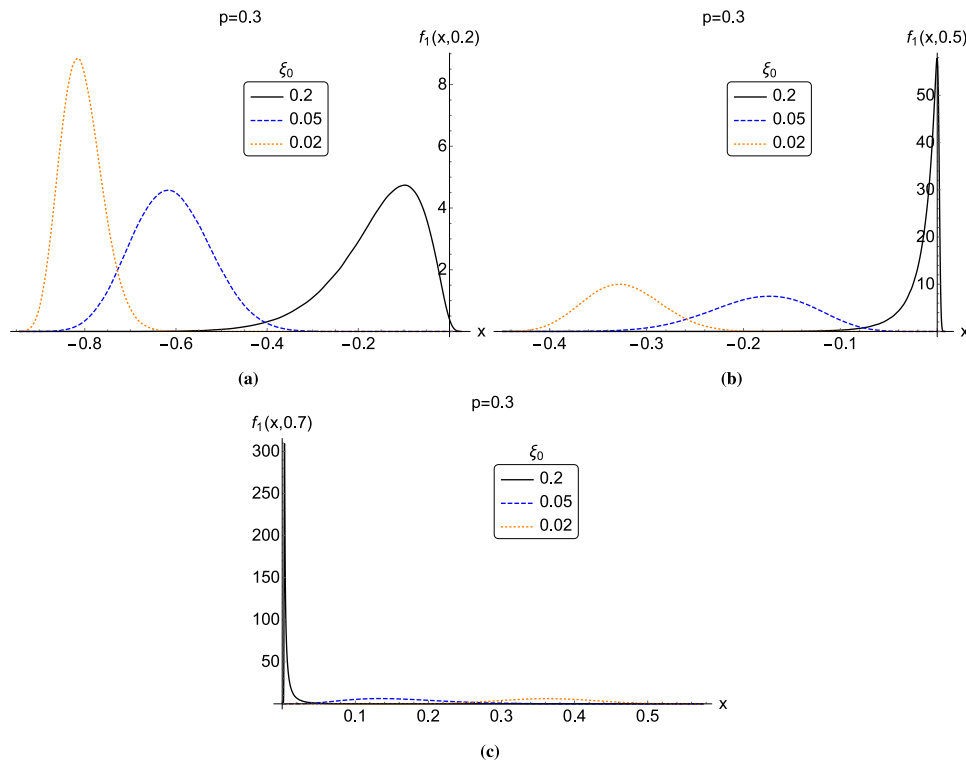 p=0.3
f₁(x,0.2)
ξ₀
0.2
0.05
0.02
8
6
4
2
−0.8 −0.6 −0.4 −0.2 x
(a)
p=0.3
f₁(x,0.5)
ξ₀
0.2
0.05
0.02
50
40
30
20
10
−0.4 −0.3 −0.2 −0.1 x
(b)
p=0.3
f₁(x,0.7)
ξ₀
0.2
0.05
0.02
300
250
200
150
100
50
0.1 0.2 0.3 0.4 0.5 x
(c)